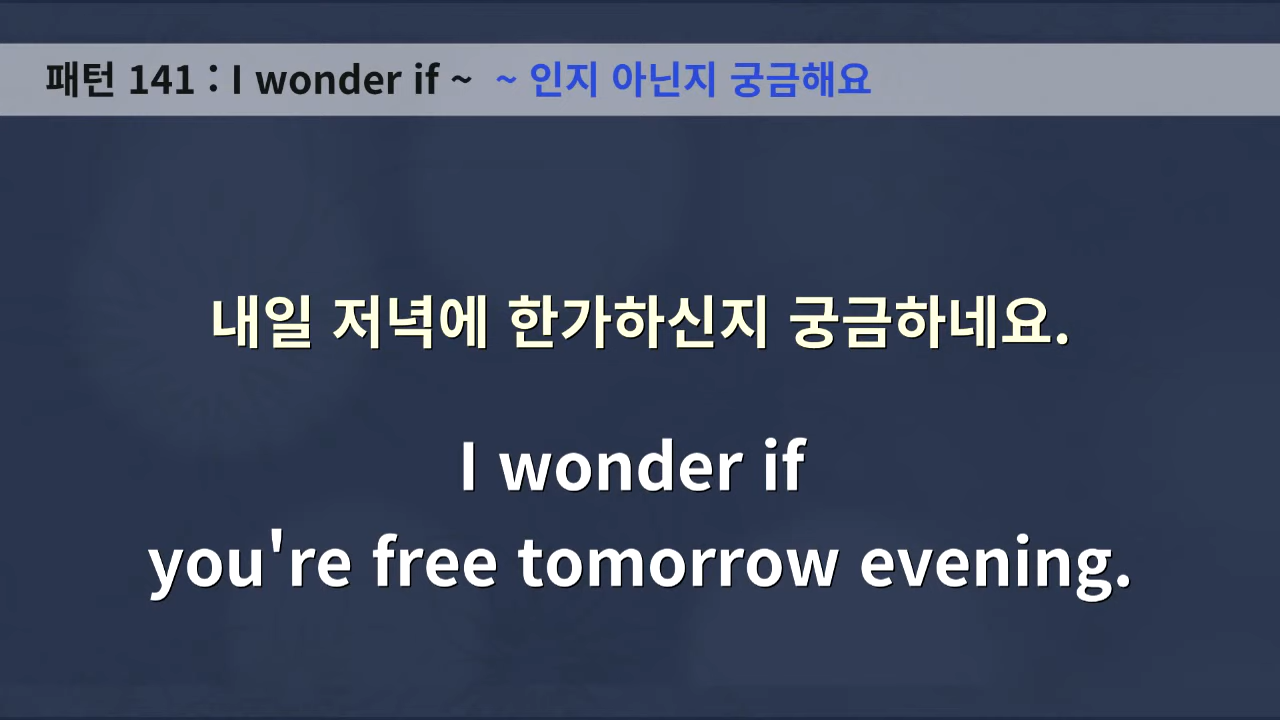 패턴 141 : I wonder if ~ ~ 인지 아닌지 궁금해요
내일 저녁에 한가하신지 궁금하네요.
I wonder if
you're free tomorrow evening.